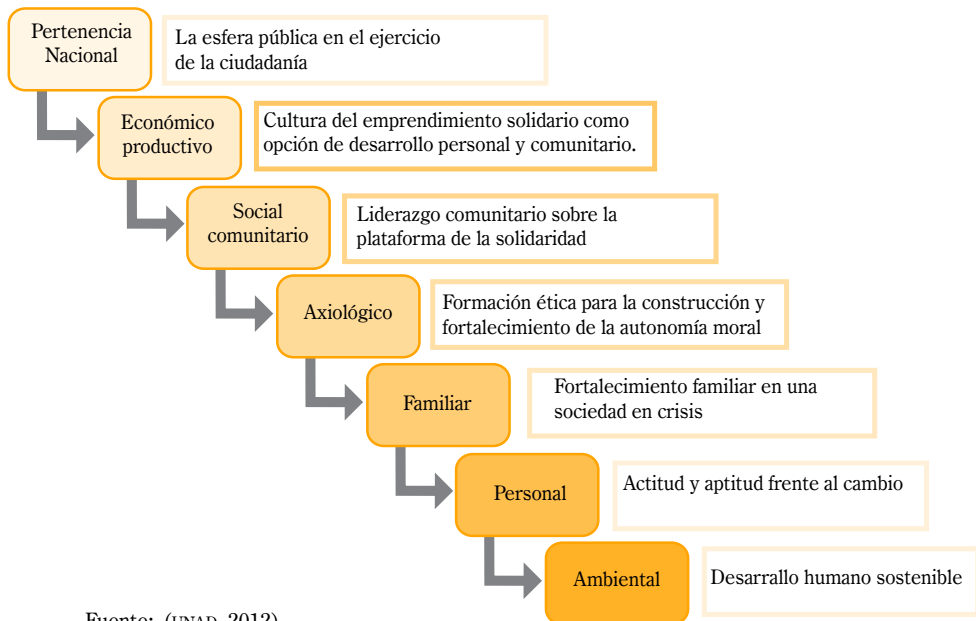 Pertenencia
Nacional
La esfera pública en el ejercicio
de la ciudadanía
Económico
productivo
Cultura del emprendimiento solidario como
opción de desarrollo personal y comunitario.
Social
comunitario
Liderazgo comunitario sobre la
plataforma de la solidaridad
Axiológico
Formación ética para la construcción y
fortalecimiento de la autonomía moral
Familiar
Fortalecimiento familiar en una
sociedad en crisis
Personal
Actitud y aptitud frente al cambio
Ambiental
Desarrallo humano sostenible
Fuente: (UNAD, 2012)